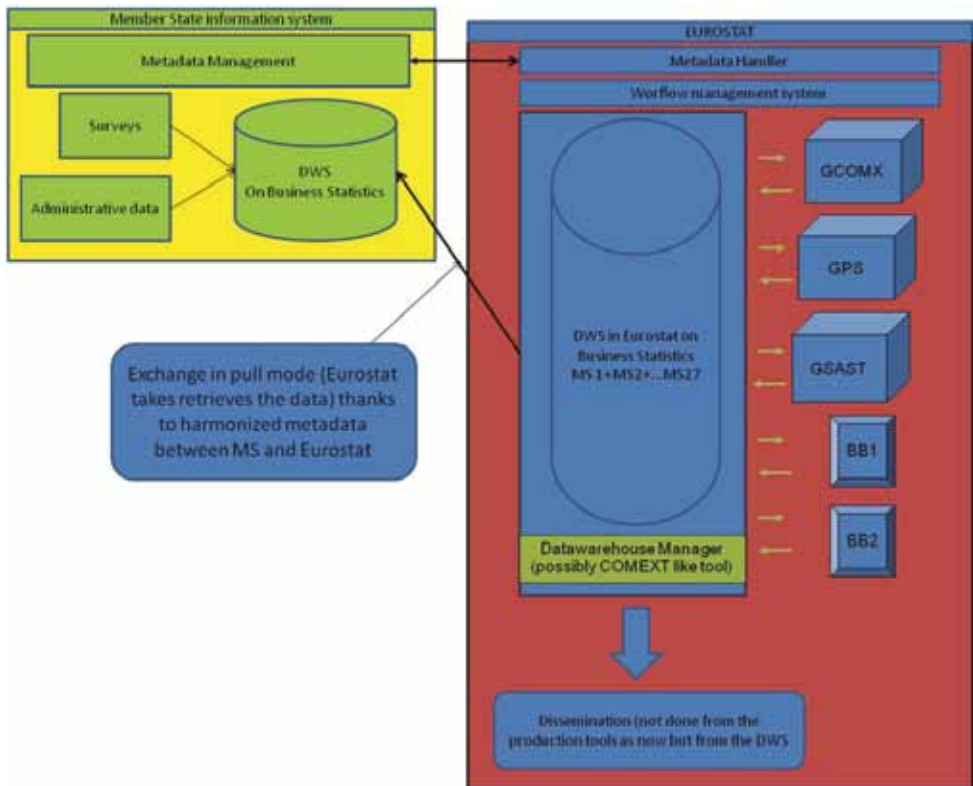 Member State information system
Metadata Management
Surveys
Administrative data
DWS
On Business Statistics
Exchange in pull mode (Eurostat
takes retrieves the data) thanks
to harmonized metadata
between MS and Eurostat
EUROSTAT
Metadata Handler
Worflow management system
DWS in Eurostat on
Business Statistics
MS1+MS2+...MS27
Datawarehouse Manager
(possibly COMEXT like tool)
GCOMX
GPS
GSAST
BB1
BB2
Dissemination (not done from the
production tools as now but from the DWS